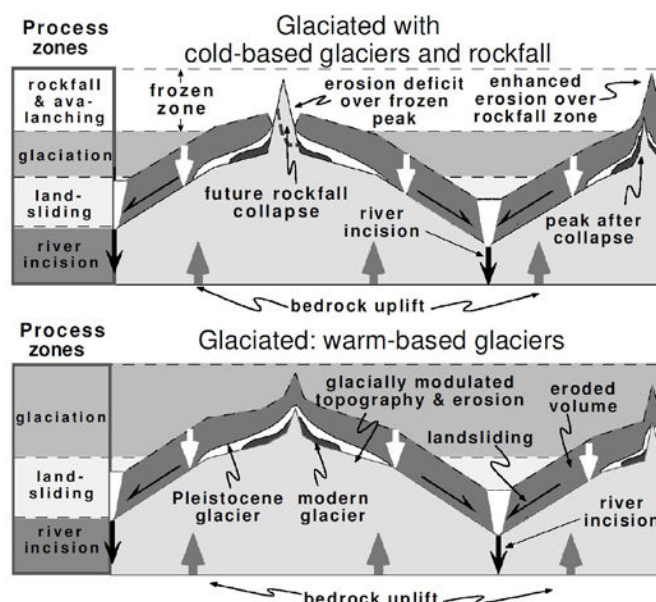 Process
zones
Glaciated with
cold-based glaciers and rockfall
rockfall
& ava-
lanching
glaciation
land-
sliding
river
incision
frozen
zone
erosion deficit
over frozen
peak
enhanced
erosion over
rockfall zone
future rockfall
collapse
river
incision
peak after
collapse
bedrock uplift
Process
zones
Glaciated: warm-based glaciers
glaciation
land-
sliding
river
incision
glacially modulated
topography & erosion
eroded
volume
landsliding
Pleistocene
glacier
modern
glacier
river
incision
bedrock uplift